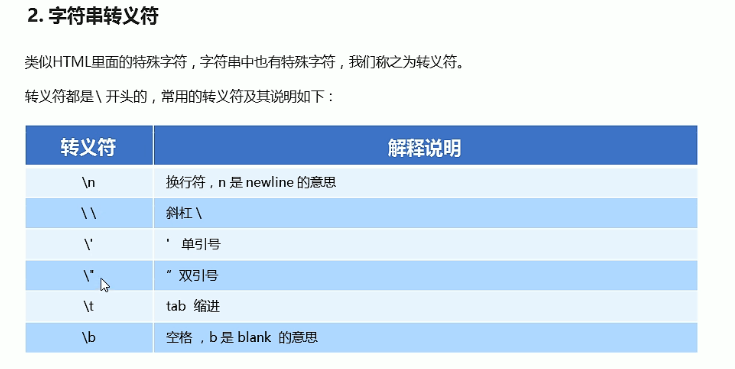 2. 字符串转义符
类似HTML里面的特殊字符，字符串中也有特殊字符，我们称之为转义符。
转义符都是 \ 开头的，常用的转义符及其说明如下：
转义符 解释说明
\n 换行符，n 是 newline 的意思
\ \ 斜杠 \
\' ' 单引号
\" ” 双引号
\t tab 缩进
\b 空格 ，b 是 blank 的意思